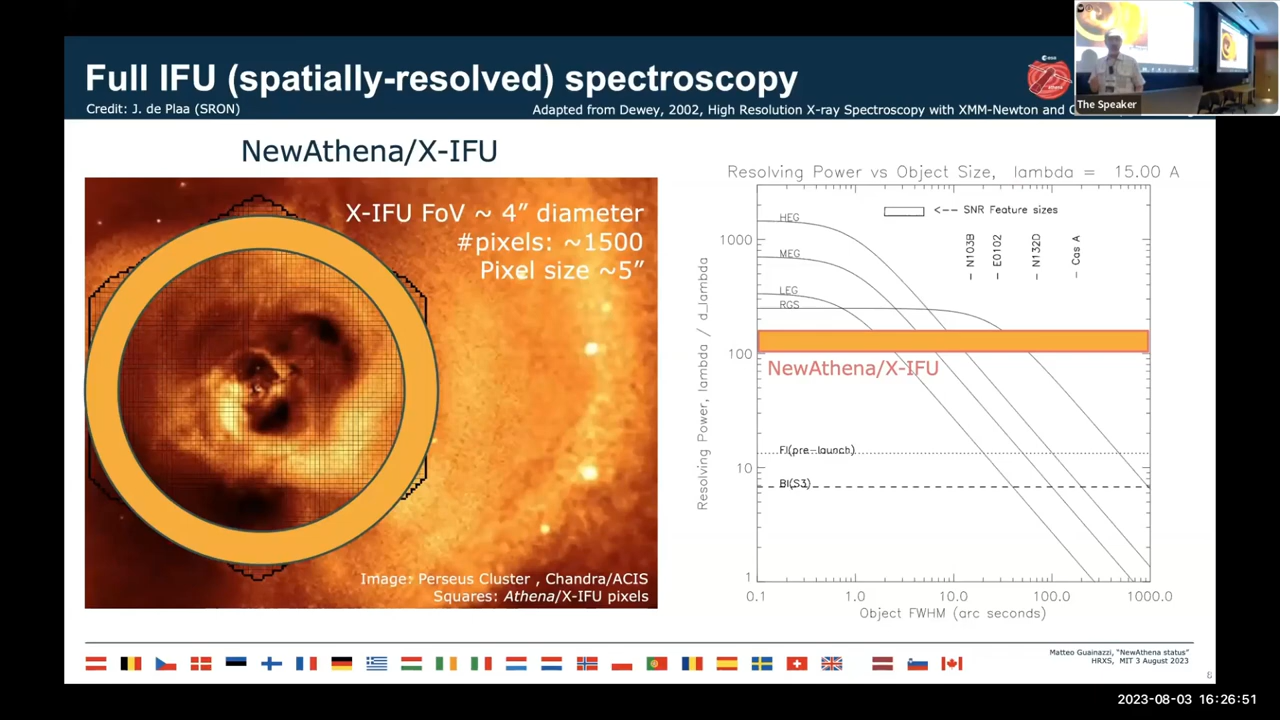 Full IFU (spatially-resolved) spectroscopy
Credit: J. de Plaa (SRON)
Adapted from Dewey, 2002, High Resolution X-ray Spectroscopy with XMM-Newton and
esa
The Speaker
NewAthena/X-IFU
X-IFU FoV ~ 4″ diameter
#pixels: ~1500
Pixel size ~5″
Image: Perseus Cluster , Chandra/ACIS
Squares: Athena/X-IFU pixels
Resolving Power vs Object Size, lambda = 15.00 A
<-- SNR Feature sizes
N103B
E0102
N132D
Cas A
HEG
MEG
LEG
RGS
NewAthena/X-IFU
FI(pre-launch)
BI(S3)
1000
100
10
1
Resolving Power, lambda / d_lambda
0.1 1.0 10.0 100.0 1000.0
Object FWHM (arc seconds)
Matteo Guainazzi, "NewAthena status"
HRXS, MIT 3 August 2023
8
2023-08-03 16:26:51